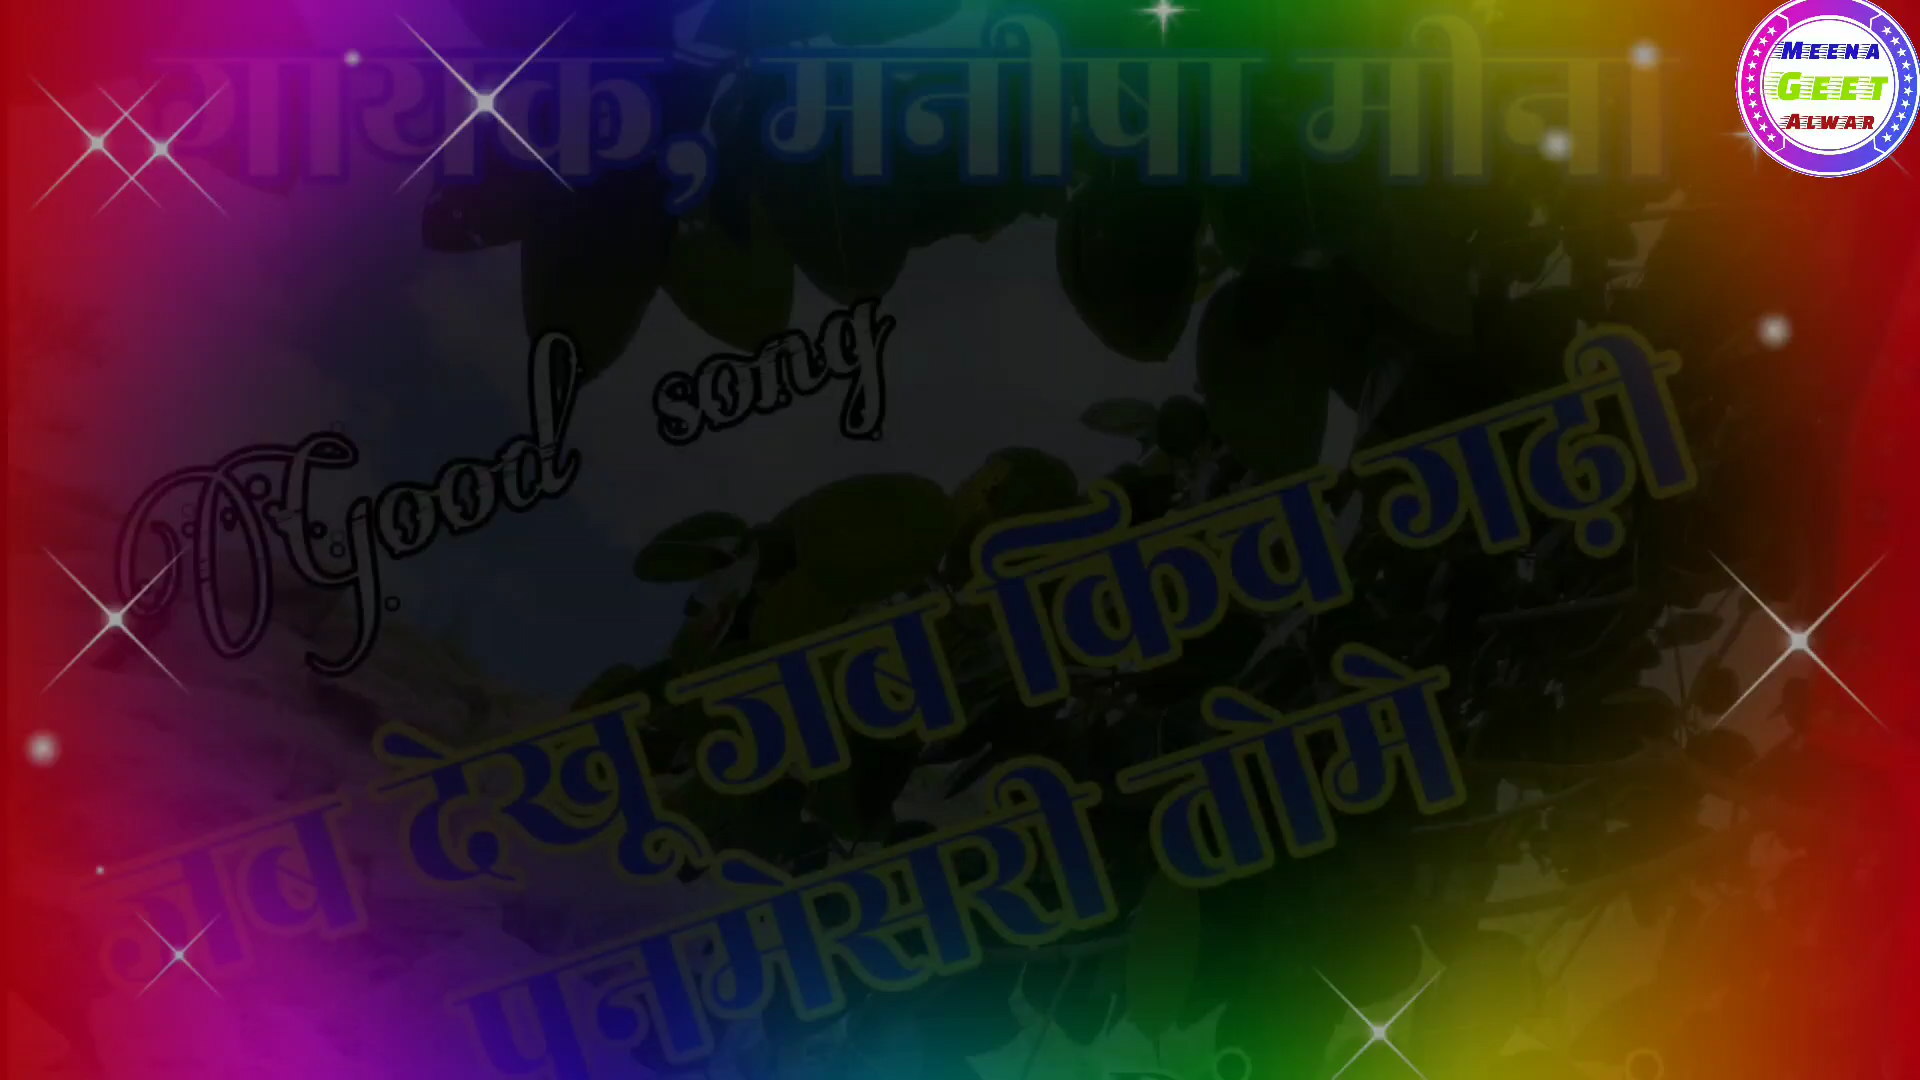 गायक, मनीषा मीना
MEENA
GEET
ALWAR
Good song
जब देखू जब किच गढ़ी
पनमेसरी तोमे